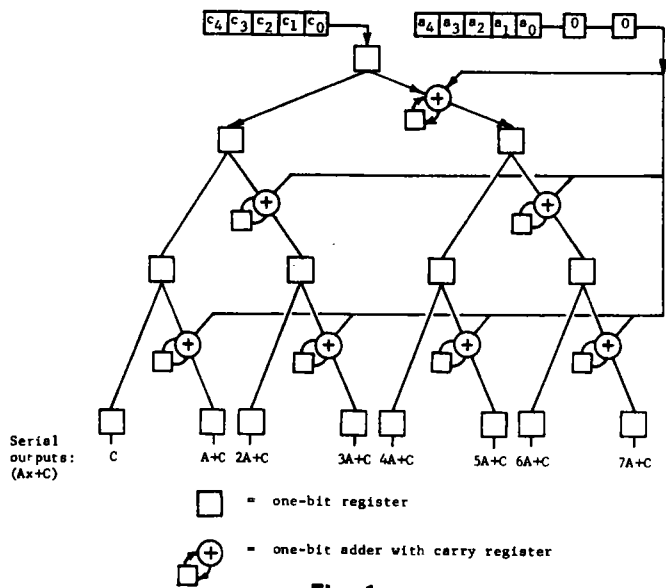 c4 c3 c2 c1 c0 a4 a3 a2 a1 a0 0 0
+
+ +
+ + + +
Serial
outputs:
(Ax+C)
C A+C 2A+C 3A+C 4A+C 5A+C 6A+C 7A+C
= one-bit register
+ = one-bit adder with carry register